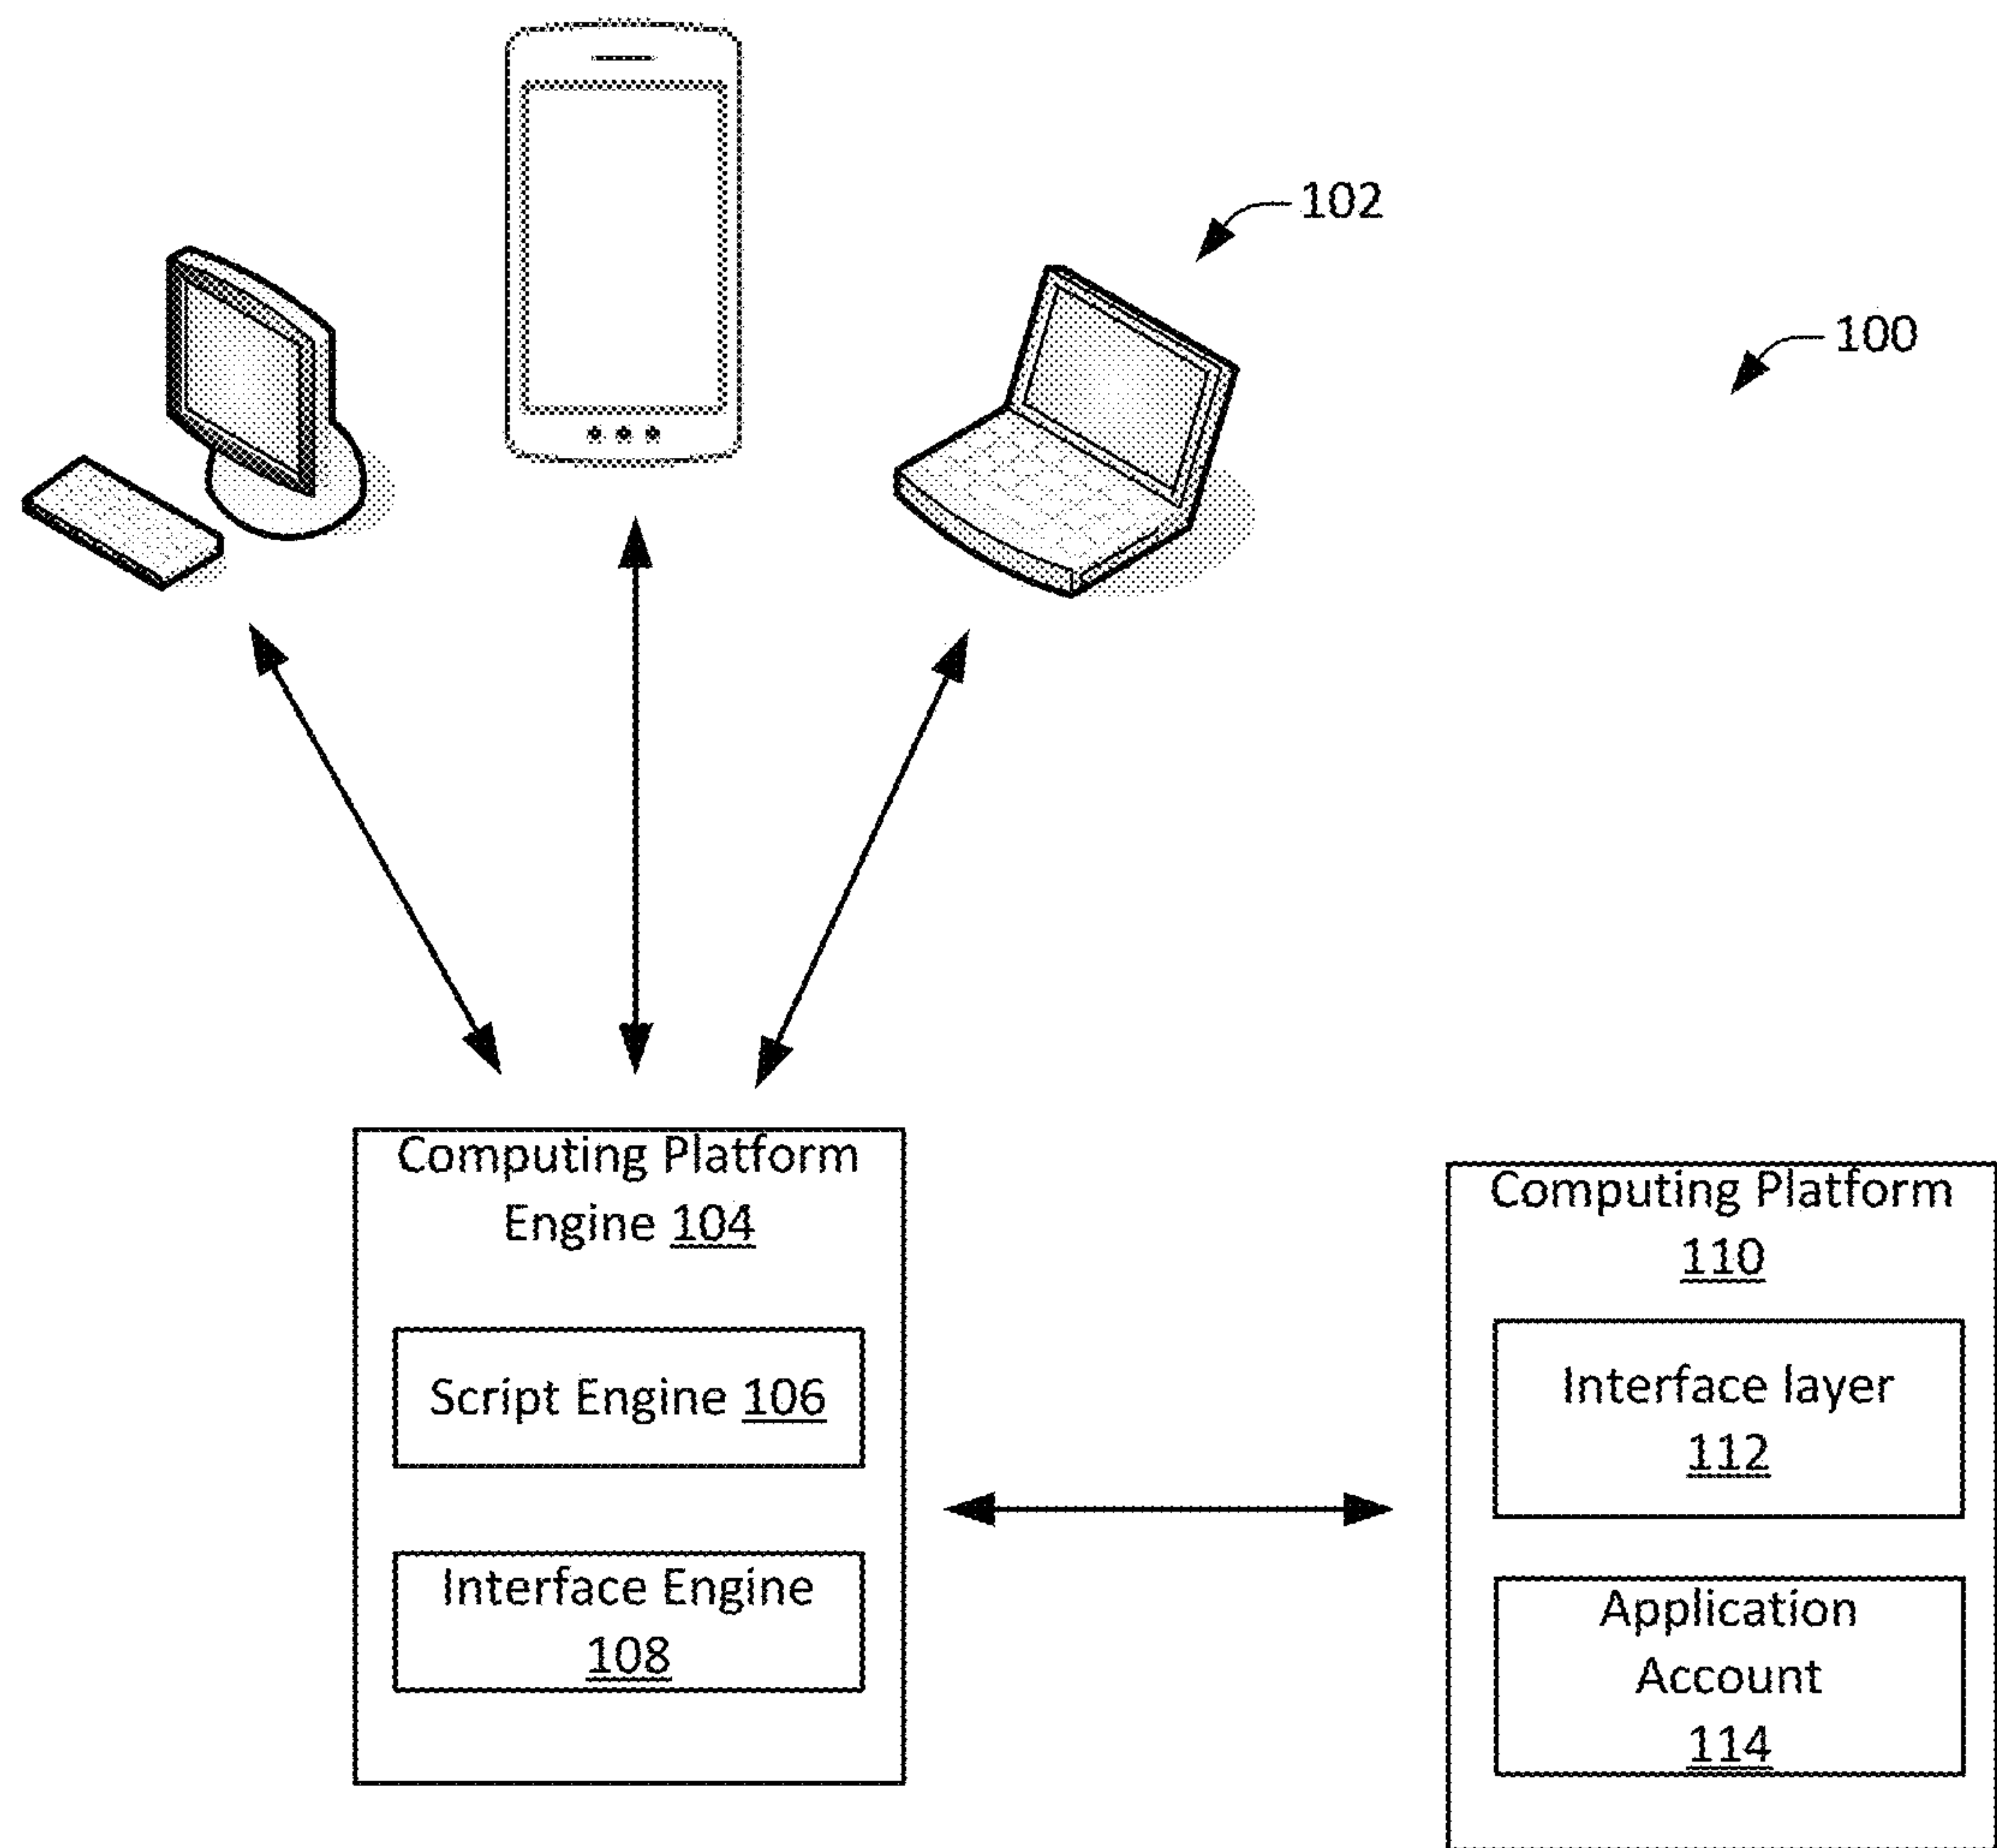 102
100
Computing Platform
Engine 104
Script Engine 106
Interface Engine
108
Computing Platform
110
Interface layer
112
Application
Account
114